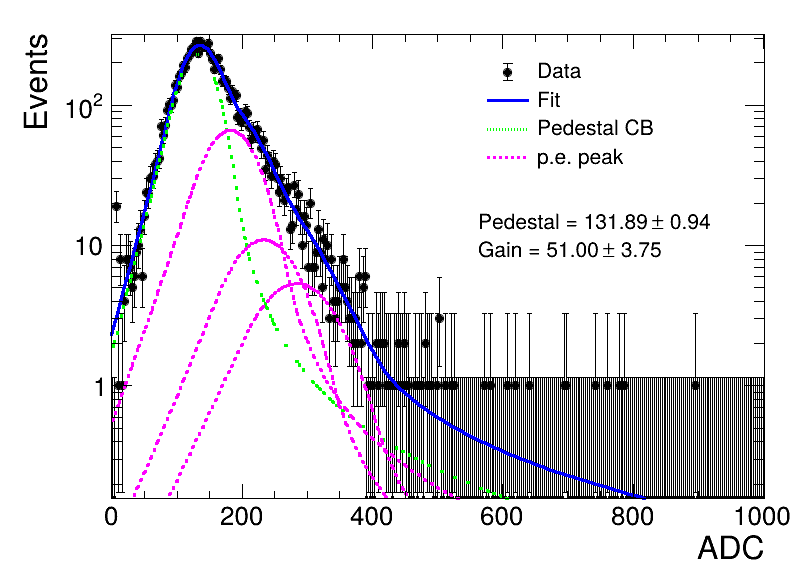 Events
10²
10
1
Data
Fit
Pedestal CB
p.e. peak
Pedestal = 131.89 ± 0.94
Gain = 51.00 ± 3.75
0 200 400 600 800 1000
ADC